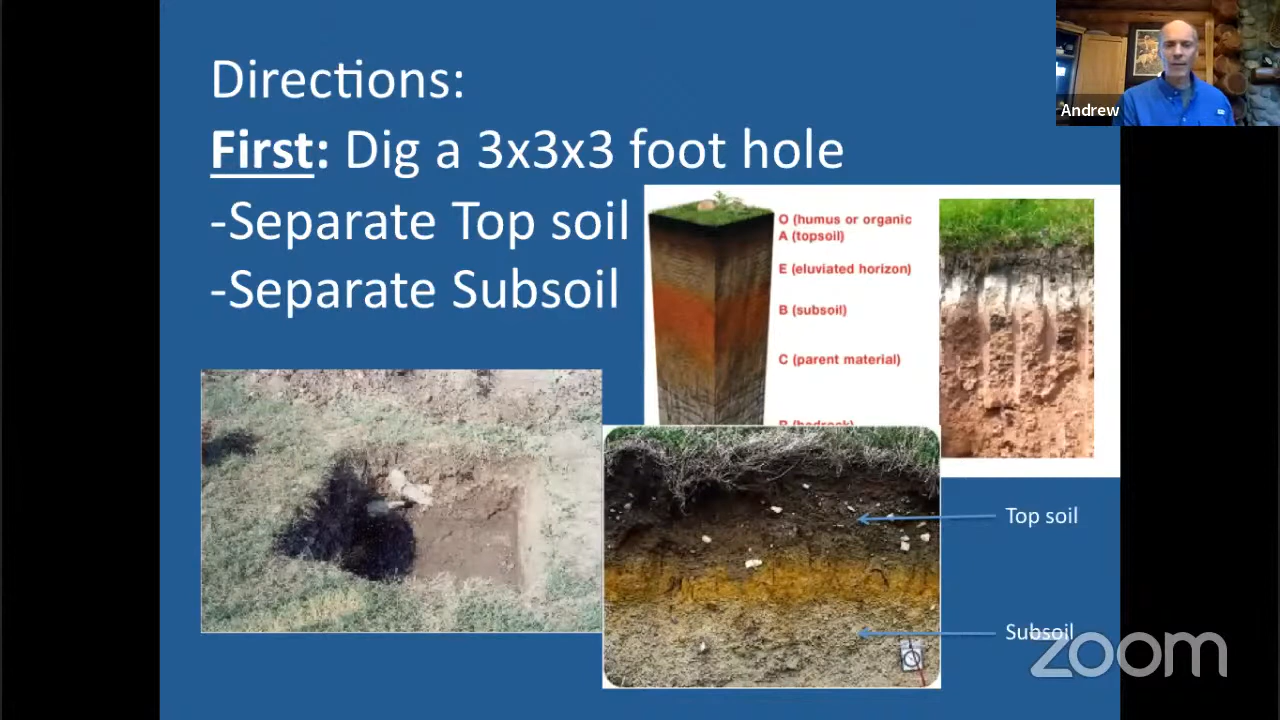 Directions:
First: Dig a 3x3x3 foot hole
-Separate Top soil
-Separate Subsoil
O (humus or organic
A (topsoil)
E (eluviated horizon)
B (subsoil)
C (parent material)
Top soil
Subsoil
Andrew
zoom